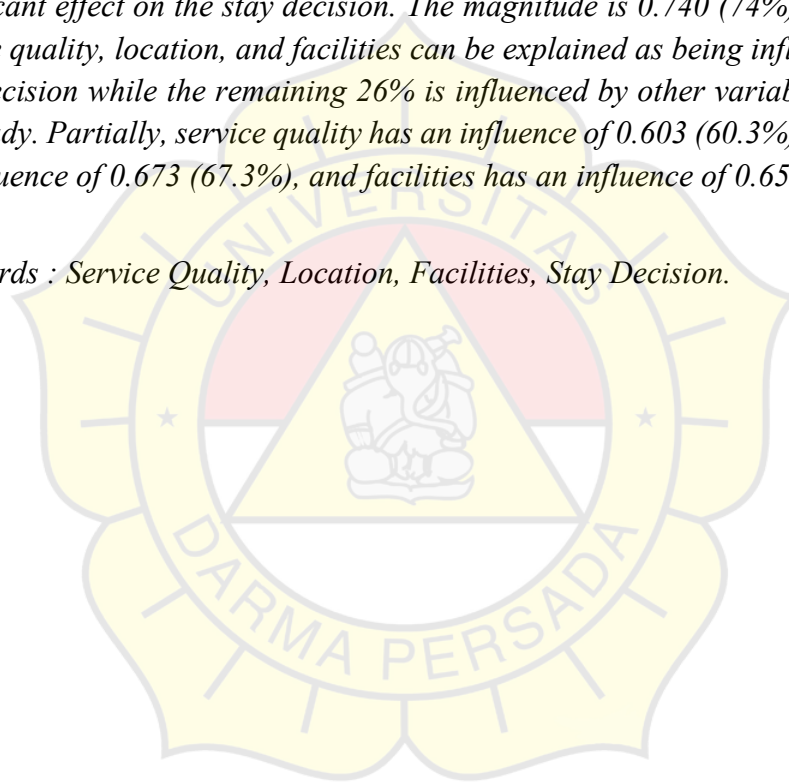 cant effect on the stay decision. The magnitude is 0.740 (74%)
quality, location, and facilities can be explained as being infl
cision while the remaining 26% is influenced by other variab
dy. Partially, service quality has an influence of 0.603 (60.3%)
uence of 0.673 (67.3%), and facilities has an influence of 0.65
rds : Service Quality, Location, Facilities, Stay Decision.
UNIVERSITAS
DARMA PERSADA